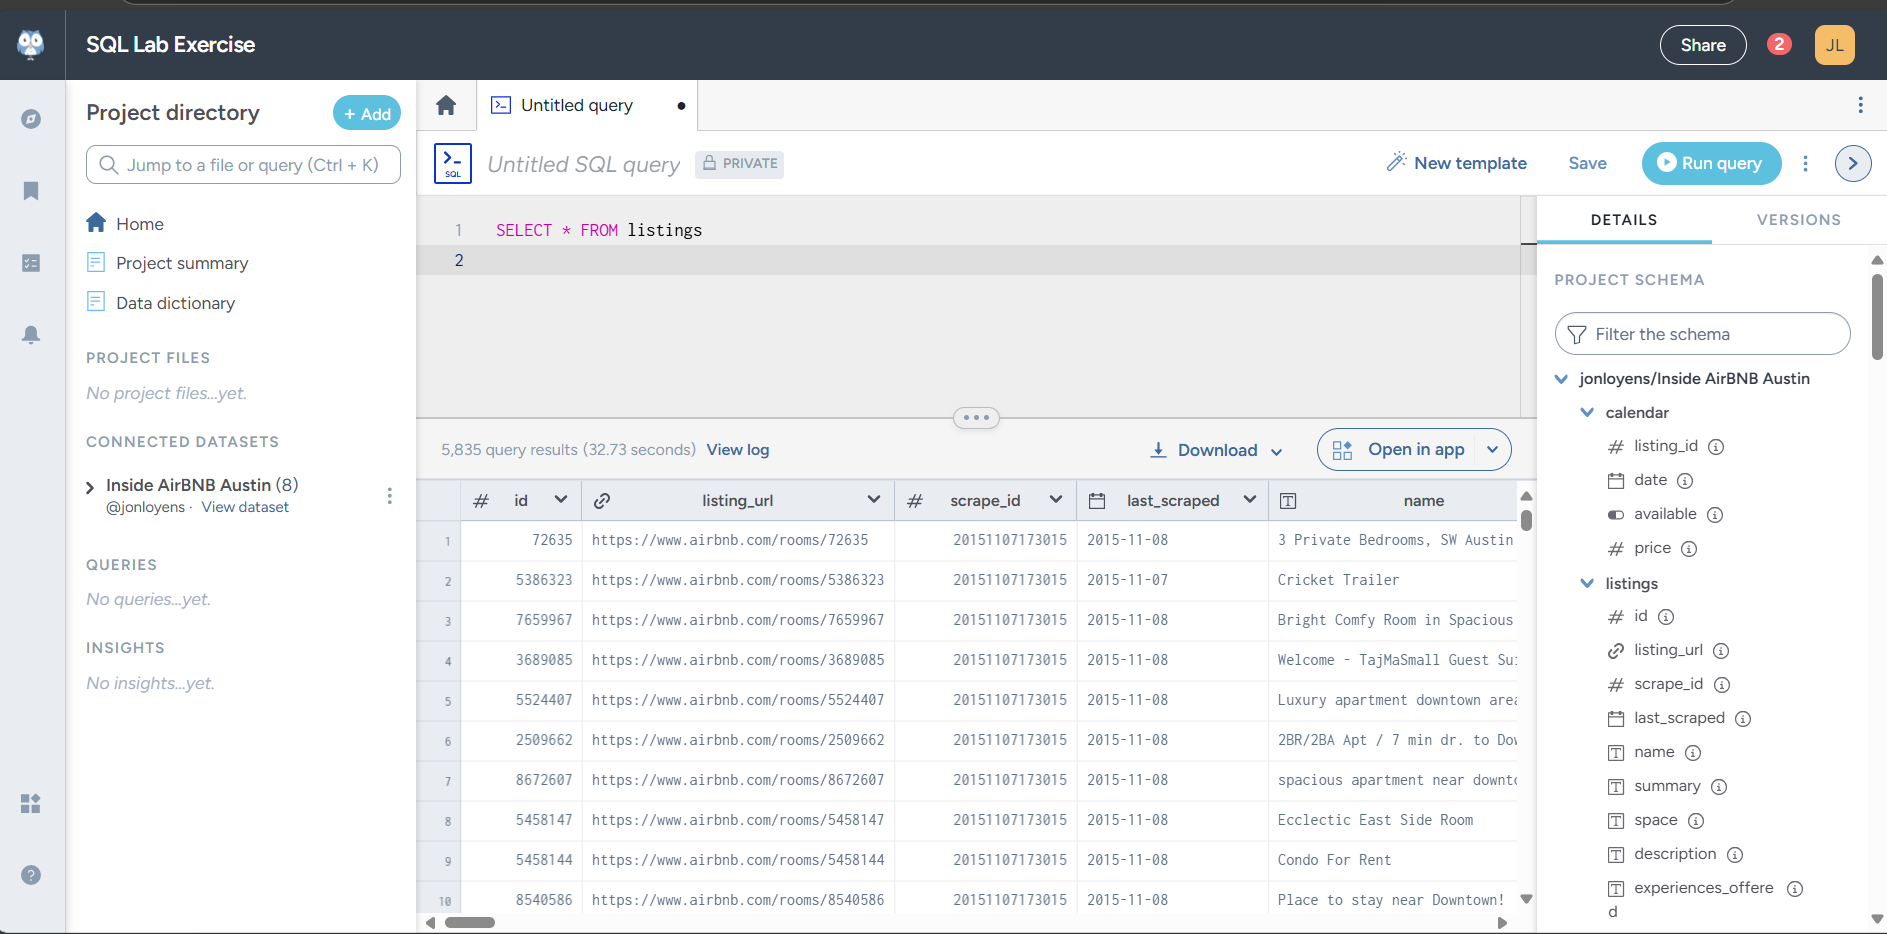 SQL Lab Exercise
Share
2
JL
Project directory
+ Add
Jump to a file or query (Ctrl + K)
Home
Project summary
Data dictionary
PROJECT FILES
No project files...yet.
CONNECTED DATASETS
Inside AirBNB Austin (8)
@jonloyens · View dataset
QUERIES
No queries...yet.
INSIGHTS
No insights...yet.
Untitled query
SQL
Untitled SQL query
PRIVATE
New template
Save
Run query
1 SELECT * FROM listings
2
5,835 query results (32.73 seconds) View log
Download
Open in app
# id listing_url # scrape_id last_scraped T name
1 72635 https://www.airbnb.com/rooms/72635 20151107173015 2015-11-08 3 Private Bedrooms, SW Austin
2 5386323 https://www.airbnb.com/rooms/5386323 20151107173015 2015-11-07 Cricket Trailer
3 7659967 https://www.airbnb.com/rooms/7659967 20151107173015 2015-11-08 Bright Comfy Room in Spacious
4 3689085 https://www.airbnb.com/rooms/3689085 20151107173015 2015-11-08 Welcome - TajMaSmall Guest Su
5 5524407 https://www.airbnb.com/rooms/5524407 20151107173015 2015-11-08 Luxury apartment downtown area
6 2509662 https://www.airbnb.com/rooms/2509662 20151107173015 2015-11-08 2BR/2BA Apt / 7 min dr. to Dow
7 8672607 https://www.airbnb.com/rooms/8672607 20151107173015 2015-11-08 spacious apartment near downto
8 5458147 https://www.airbnb.com/rooms/5458147 20151107173015 2015-11-08 Ecclectic East Side Room
9 5458144 https://www.airbnb.com/rooms/5458144 20151107173015 2015-11-08 Condo For Rent
10 8540586 https://www.airbnb.com/rooms/8540586 20151107173015 2015-11-08 Place to stay near Downtown!
DETAILS
VERSIONS
PROJECT SCHEMA
Filter the schema
jonloyens/Inside AirBNB Austin
calendar
# listing_id
date
available
# price
listings
# id
listing_url
# scrape_id
last_scraped
T name
T summary
T space
T description
T experiences_offere
d